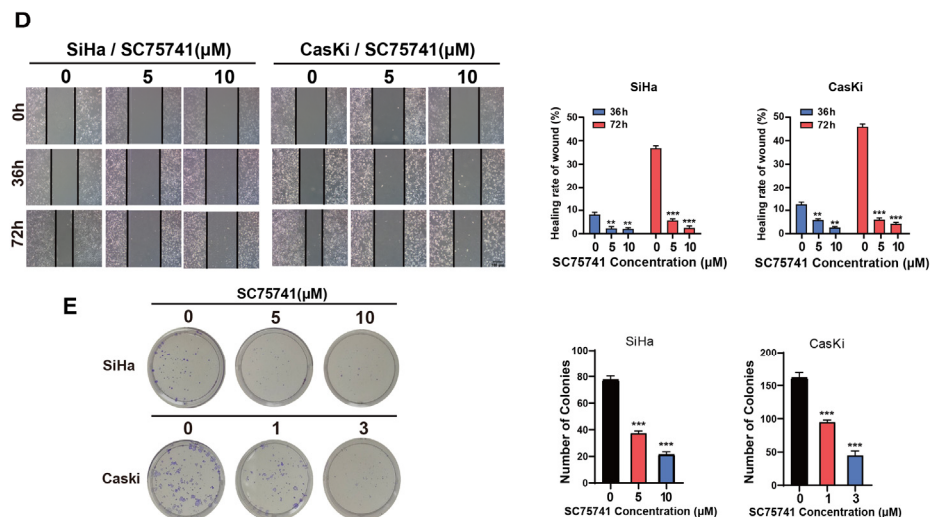 D
SiHa / SC75741(μM)
0 5 10
CasKi / SC75741(μM)
0 5 10
0h
36h
72h
SiHa
36h
72h
Healing rate of wound (%)
50
40
30
20
10
0
0 5 10 0 5 10
** ** *** ***
SC75741 Concentration (μM)
CasKi
36h
72h
Healing rate of wound (%)
50
40
30
20
10
0
0 5 10 0 5 10
** ** *** ***
SC75741 Concentration (μM)
E
SC75741(μM)
0 5 10
SiHa
0 1 3
Caski
SiHa
Number of Colonies
100
80
60
40
20
0
*** ***
0 5 10
SC75741 Concentration (μM)
CasKi
Number of Colonies
200
150
100
50
0
*** ***
0 1 3
SC75741 Concentration (μM)